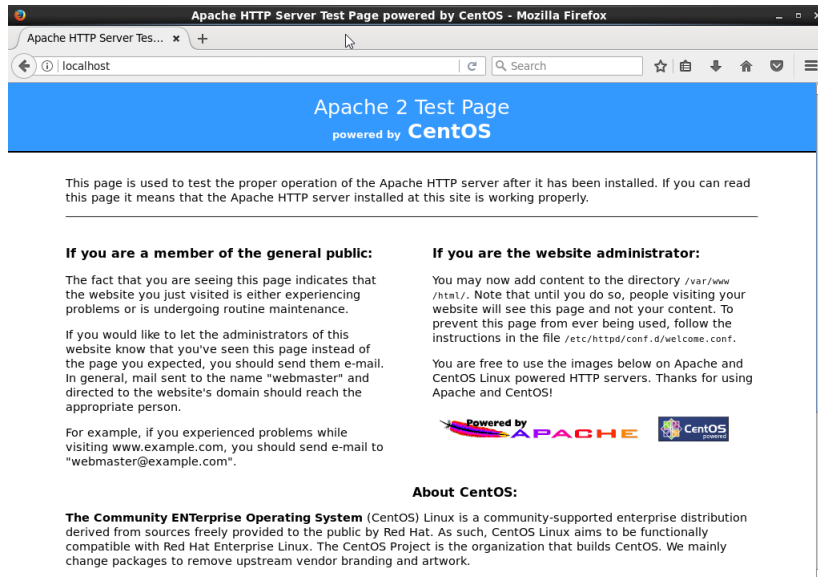 Apache HTTP Server Test Page powered by CentOS - Mozilla Firefox
Apache HTTP Server Tes...
localhost
Search
Apache 2 Test Page
powered by CentOS
This page is used to test the proper operation of the Apache HTTP server after it has been installed. If you can read
this page it means that the Apache HTTP server installed at this site is working properly.
If you are a member of the general public:
The fact that you are seeing this page indicates that
the website you just visited is either experiencing
problems or is undergoing routine maintenance.
If you would like to let the administrators of this
website know that you've seen this page instead of
the page you expected, you should send them e-mail.
In general, mail sent to the name "webmaster" and
directed to the website's domain should reach the
appropriate person.
For example, if you experienced problems while
visiting www.example.com, you should send e-mail to
"webmaster@example.com".
If you are the website administrator:
You may now add content to the directory /var/www
/html/. Note that until you do so, people visiting your
website will see this page and not your content. To
prevent this page from ever being used, follow the
instructions in the file /etc/httpd/conf.d/welcome.conf.
You are free to use the images below on Apache and
CentOS Linux powered HTTP servers. Thanks for using
Apache and CentOS!
Powered by
APACHE
CentOS
powered
About CentOS:
The Community ENTerprise Operating System (CentOS) Linux is a community-supported enterprise distribution
derived from sources freely provided to the public by Red Hat. As such, CentOS Linux aims to be functionally
compatible with Red Hat Enterprise Linux. The CentOS Project is the organization that builds CentOS. We mainly
change packages to remove upstream vendor branding and artwork.